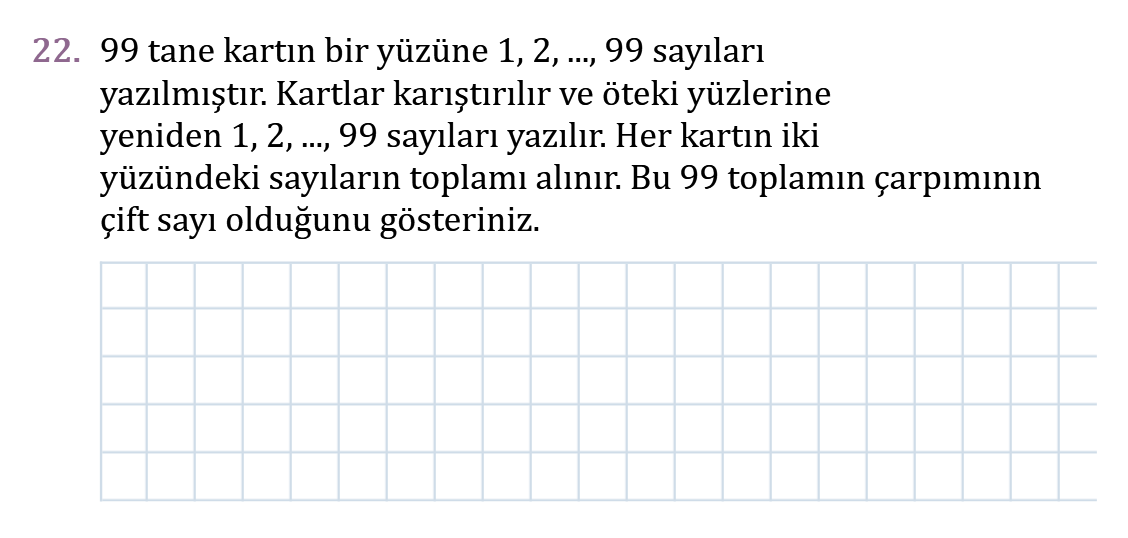 22. 99 tane kartın bir yüzüne 1, 2, ..., 99 sayıları
yazılmıştır. Kartlar karıştırılır ve öteki yüzlerine
yeniden 1, 2, ..., 99 sayıları yazılır. Her kartın iki
yüzündeki sayıların toplamı alınır. Bu 99 toplamın çarpımının
çift sayı olduğunu gösteriniz.